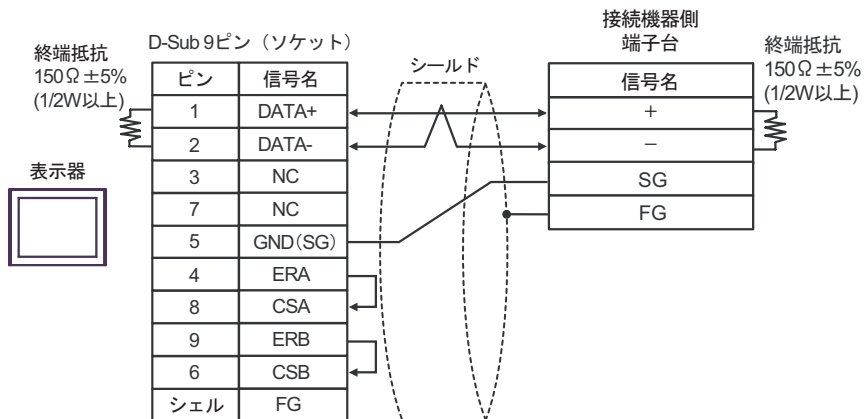 終端抵抗
150Ω±5%
(1/2W以上)
D-Sub 9ピン（ソケット）
ピン 信号名
1 DATA+
2 DATA-
3 NC
7 NC
5 GND(SG)
4 ERA
8 CSA
9 ERB
6 CSB
シェル FG
表示器
シールド
接続機器側
端子台
信号名
+
−
SG
FG
終端抵抗
150Ω±5%
(1/2W以上)